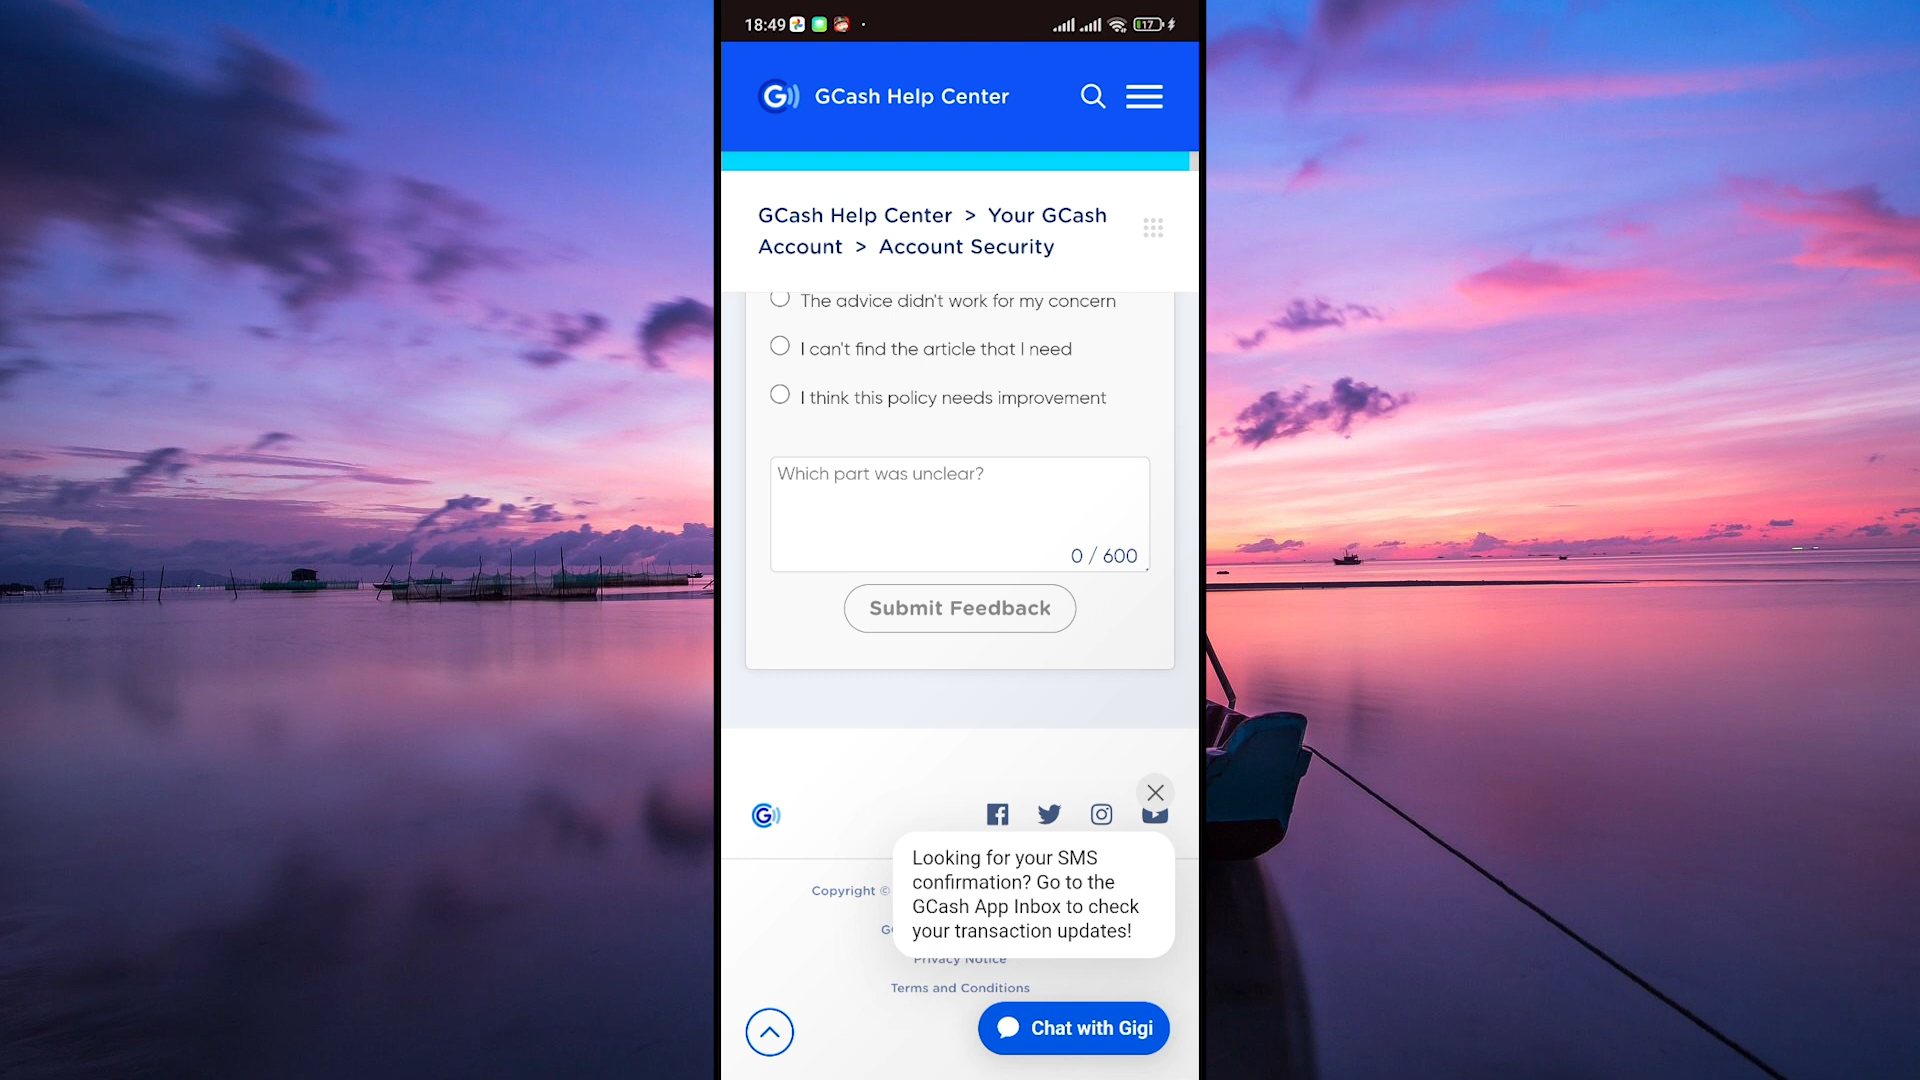 18:49
17
GCash Help Center
GCash Help Center > Your GCash
Account > Account Security
The advice didn't work for my concern
I can't find the article that I need
I think this policy needs improvement
Which part was unclear?
0 / 600
Submit Feedback
Looking for your SMS
confirmation? Go to the
GCash App Inbox to check
your transaction updates!
Copyright ©
Privacy Notice
Terms and Conditions
Chat with Gigi